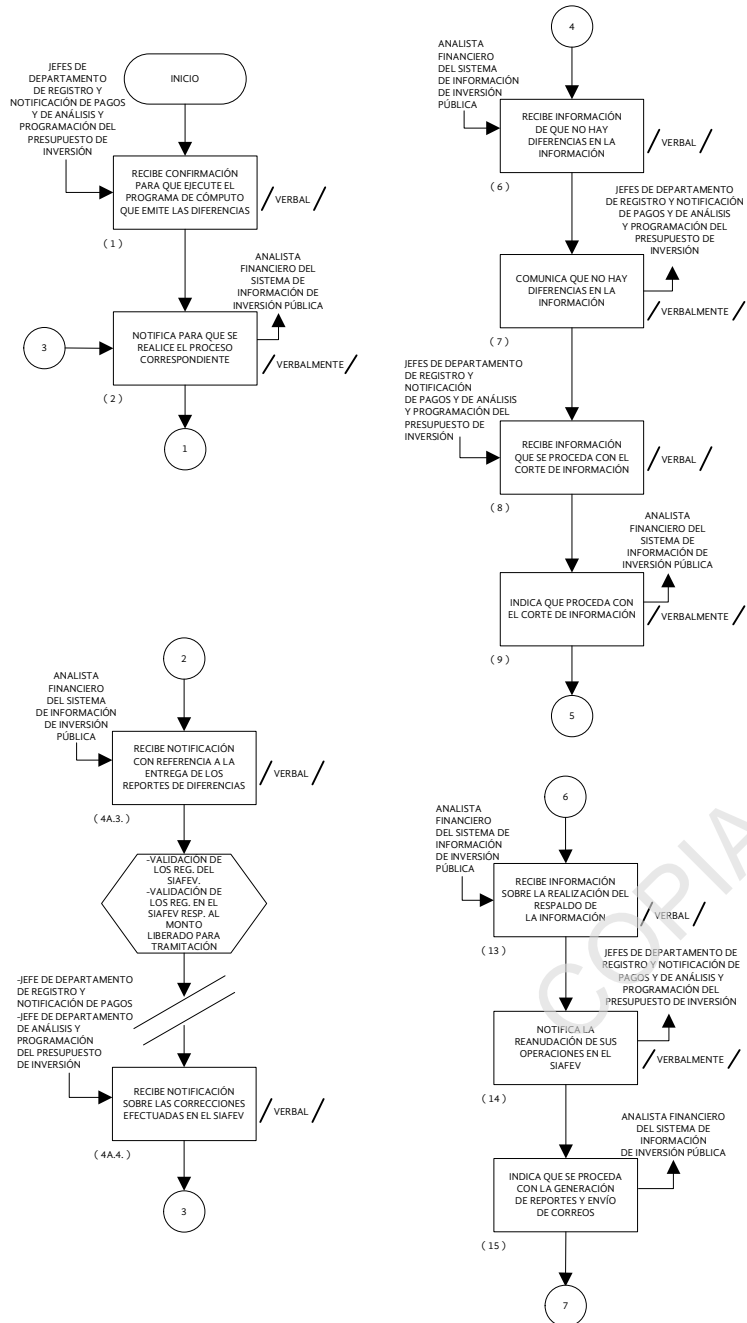 INICIO
JEFES DE
DEPARTAMENTO
DE REGISTRO Y
NOTIFICACIÓN DE PAGOS
Y DE ANÁLISIS Y
PROGRAMACIÓN DEL
PRESUPUESTO DE
INVERSIÓN
RECIBE CONFIRMACIÓN
PARA QUE EJECUTE EL
PROGRAMA DE CÓMPUTO
QUE EMITE LAS DIFERENCIAS
VERBAL
( 1 )
ANALISTA
FINANCIERO DEL
SISTEMA DE
INFORMACIÓN DE
INVERSIÓN PÚBLICA
3
NOTIFICA PARA QUE SE
REALICE EL PROCESO
CORRESPONDIENTE
VERBALMENTE
( 2 )
1
2
ANALISTA
FINANCIERO
DEL SISTEMA
DE INFORMACIÓN
DE INVERSIÓN
PÚBLICA
RECIBE NOTIFICACIÓN
CON REFERENCIA A LA
ENTREGA DE LOS
REPORTES DE DIFERENCIAS
VERBAL
( 4A.3. )
-VALIDACIÓN DE
LOS REG. DEL
SIAFEV.
-VALIDACIÓN DE
LOS REG. EN EL
SIAFEV RESP. AL
MONTO
LIBERADO PARA
TRAMITACIÓN
-JEFE DE DEPARTAMENTO
DE REGISTRO Y
NOTIFICACIÓN DE PAGOS
-JEFE DE DEPARTAMENTO
DE ANÁLISIS Y
PROGRAMACIÓN
DEL PRESUPUESTO
DE INVERSIÓN
RECIBE NOTIFICACIÓN
SOBRE LAS CORRECCIONES
EFECTUADAS EN EL SIAFEV
VERBAL
( 4A.4. )
3
4
ANALISTA
FINANCIERO
DEL SISTEMA
DE INFORMACIÓN
DE INVERSIÓN
PÚBLICA
RECIBE INFORMACIÓN
DE QUE NO HAY
DIFERENCIAS EN LA
INFORMACIÓN
VERBAL
( 6 )
JEFES DE DEPARTAMENTO
DE REGISTRO Y NOTIFICACIÓN
DE PAGOS Y DE ANÁLISIS
Y PROGRAMACIÓN DEL
PRESUPUESTO DE
INVERSIÓN
COMUNICA QUE NO HAY
DIFERENCIAS EN LA
INFORMACIÓN
VERBALMENTE
( 7 )
JEFES DE DEPARTAMENTO
DE REGISTRO Y
NOTIFICACIÓN
DE PAGOS Y DE ANÁLISIS
Y PROGRAMACIÓN DEL
PRESUPUESTO DE
INVERSIÓN
RECIBE INFORMACIÓN
QUE SE PROCEDA CON EL
CORTE DE INFORMACIÓN
VERBAL
( 8 )
ANALISTA
FINANCIERO DEL
SISTEMA DE
INFORMACIÓN DE
INVERSIÓN PÚBLICA
INDICA QUE PROCEDA CON
EL CORTE DE INFORMACIÓN
VERBALMENTE
( 9 )
5
6
ANALISTA
FINANCIERO
DEL SISTEMA DE
INFORMACIÓN
DE INVERSIÓN
PÚBLICA
RECIBE INFORMACIÓN
SOBRE LA REALIZACIÓN DEL
RESPALDO DE
LA INFORMACIÓN
VERBAL
( 13 )
JEFES DE DEPARTAMENTO DE
REGISTRO Y NOTIFICACIÓN DE
PAGOS Y DE ANÁLISIS Y
PROGRAMACIÓN DEL
PRESUPUESTO DE INVERSIÓN
NOTIFICA LA
REANUDACIÓN DE SUS
OPERACIONES EN EL
SIAFEV
VERBALMENTE
( 14 )
ANALISTA FINANCIERO
DEL SISTEMA DE
INFORMACIÓN
DE INVERSIÓN PÚBLICA
INDICA QUE SE PROCEDA
CON LA GENERACIÓN
DE REPORTES Y ENVÍO
DE CORREOS
( 15 )
7
COPIA